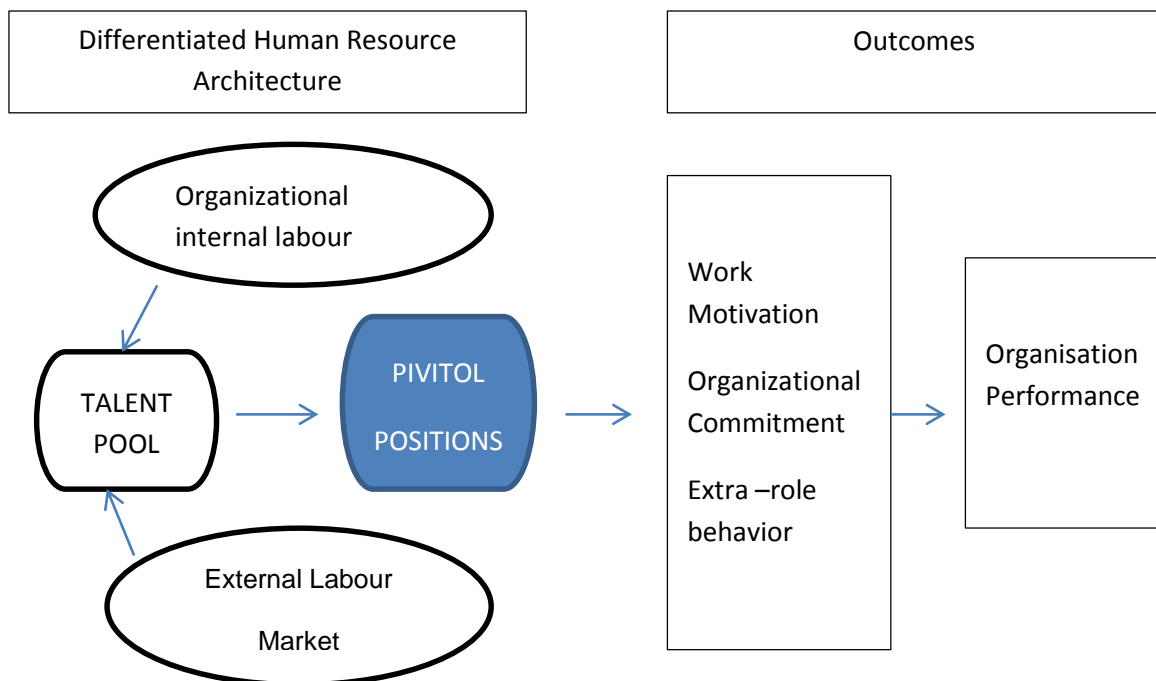 Differentiated Human Resource
Architecture
Outcomes
Organizational
internal labour
TALENT
POOL
PIVITOL
POSITIONS
External Labour
Market
Work
Motivation
Organizational
Commitment
Extra –role
behavior
Organisation
Performance